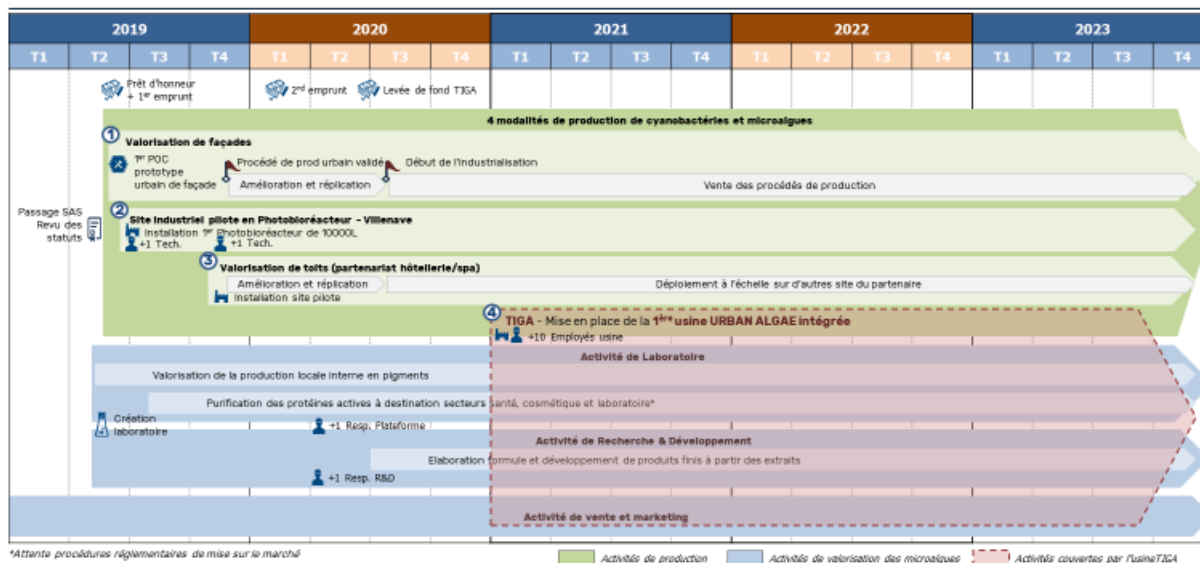 2019 2020 2021 2022 2023
T1 T2 T3 T4 T1 T2 T3 T4 T1 T2 T3 T4 T1 T2 T3 T4 T1 T2 T3 T4
Prêt d'honneur
+ 1er emprunt
2nd emprunt
Levée de fond TIGA
4 modalités de production de cyanobactéries et microalgues
1
Valorisation de façades
1er POC
prototype
urbain de façade
Procédé de prod urbain validé
Début de l'industrialisation
Amélioration et réplication
Vente des procédés de production
Passage SAS
Revu des
statuts
2
Site industriel pilote en Photobioréacteur - Villenave
Installation 1er Photobioréacteur de 10000L
+1 Tech.
+1 Tech.
3
Valorisation de toits (partenariat hôtellerie/spa)
Amélioration et réplication
Déploiement à l'échelle sur d'autres site du partenaire
Installation site pilote
4
TIGA - Mise en place de la 1ère usine URBAN ALGAE intégrée
+10 Employés usine
Activité de Laboratoire
Valorisation de la production locale interne en pigments
Purification des protéines actives à destination secteurs santé, cosmétique et laboratoire*
Création
laboratoire
+1 Resp. Plateforme
Activité de Recherche & Développement
Elaboration formule et développement de produits finis à partir des extraits
+1 Resp. R&D
Activité de vente et marketing
*Attente procédures réglementaires de mise sur le marché
Activités de production
Activités de valorisation des microalgues
Activités couvertes par l'usineTIGA